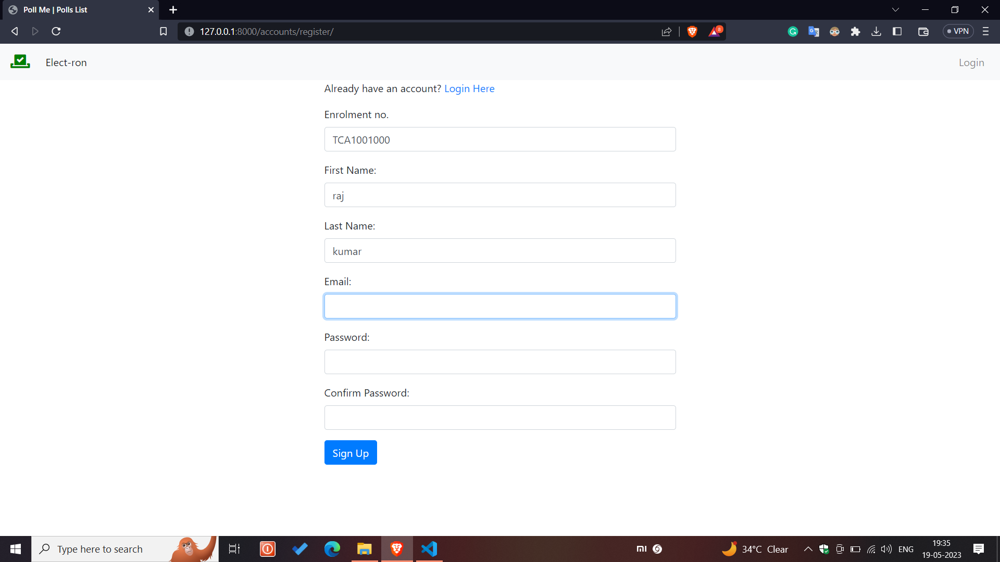 Poll Me | Polls List
127.0.0.1:8000/accounts/register/
8
VPN
Elect-ron
Login
Already have an account? Login Here
Enrolment no.
TCA1001000
First Name:
raj
Last Name:
kumar
Email:
Password:
Confirm Password:
Sign Up
Type here to search
mi
34°C Clear
ENG
19:35
19-05-2023